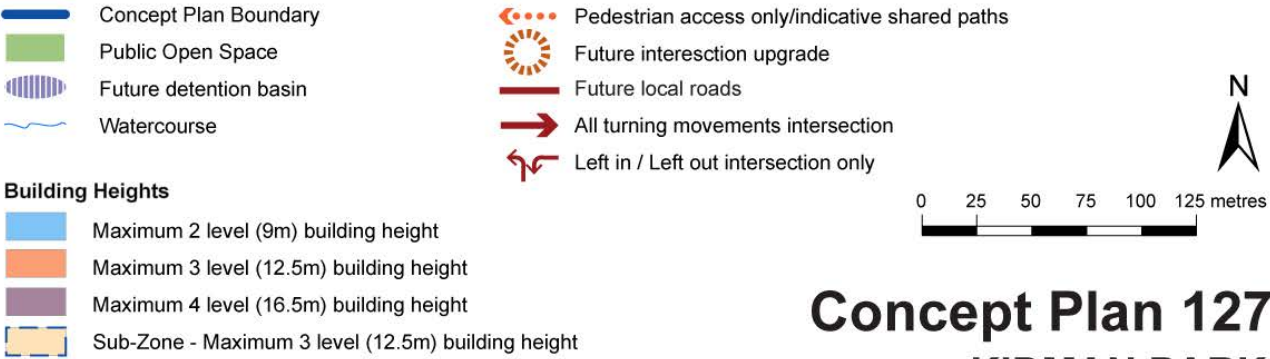 Concept Plan Boundary
Public Open Space
Future detention basin
Watercourse
Pedestrian access only/indicative shared paths
Future interesction upgrade
Future local roads
All turning movements intersection
Left in / Left out intersection only
N
0 25 50 75 100 125 metres
Building Heights
Maximum 2 level (9m) building height
Maximum 3 level (12.5m) building height
Maximum 4 level (16.5m) building height
Sub-Zone - Maximum 3 level (12.5m) building height
Concept Plan 127